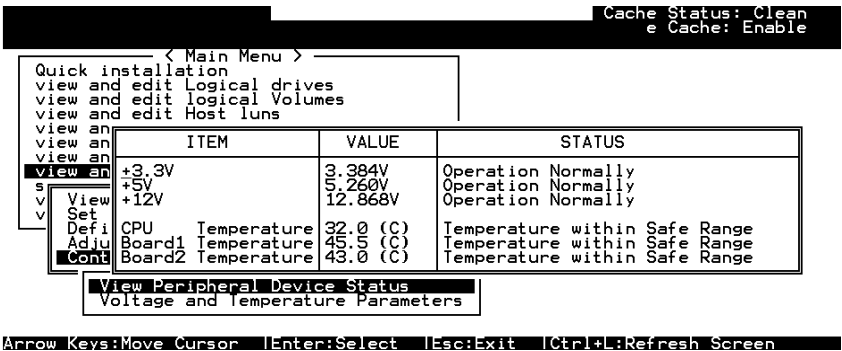 Cache Status: Clean
e Cache: Enable
< Main Menu >
Quick installation
view and edit Logical drives
view and edit logical Volumes
view and edit Host luns
view an
view an
view an
view an
s
v View
v Set
Defi
Adju
Cont
ITEM VALUE STATUS
+3.3V 3.384V Operation Normally
+5V 5.260V Operation Normally
+12V 12.868V Operation Normally
CPU Temperature 32.0 (C) Temperature within Safe Range
Board1 Temperature 45.5 (C) Temperature within Safe Range
Board2 Temperature 43.0 (C) Temperature within Safe Range
View Peripheral Device Status
Voltage and Temperature Parameters
Arrow Keys:Move Cursor |Enter:Select |Esc:Exit |Ctrl+L:Refresh Screen